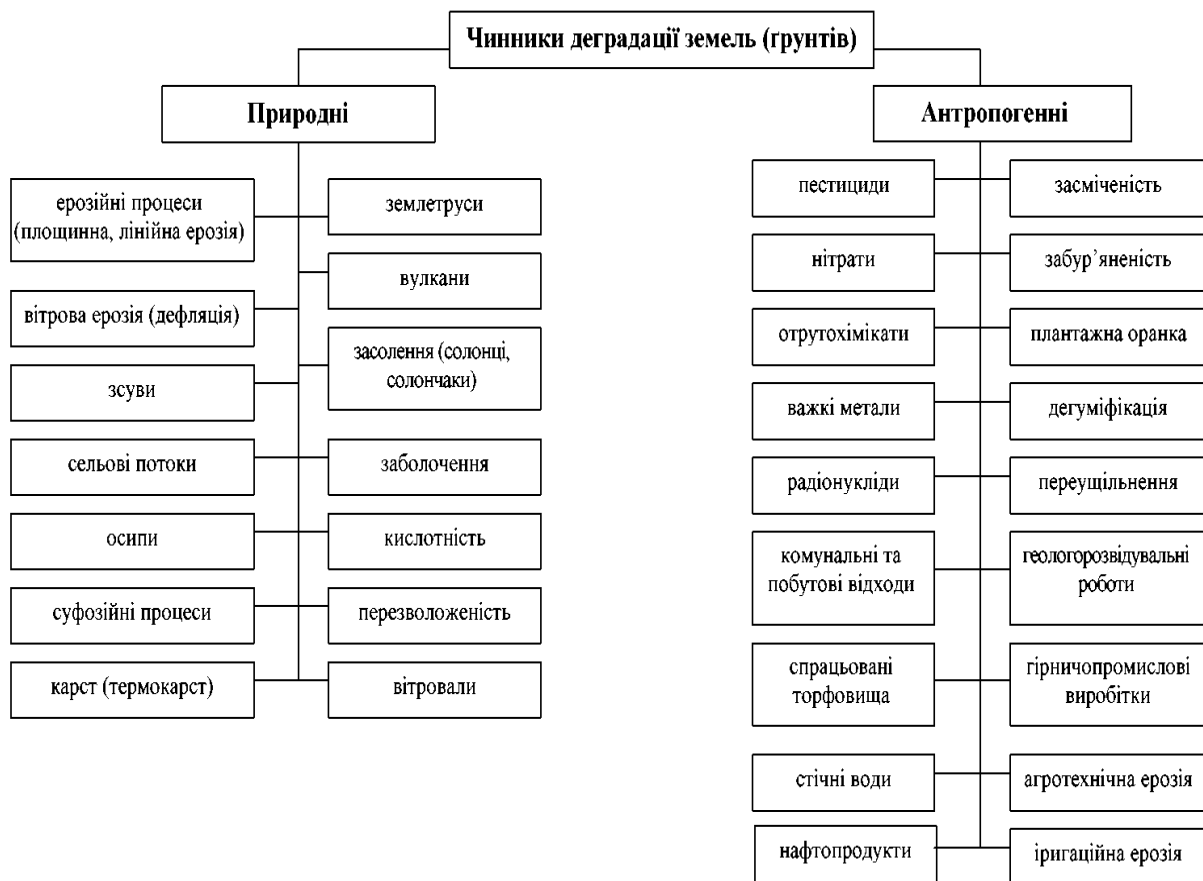 Чинники деградації земель (ґрунтів)
Природні
Антропогенні
ерозійні процеси
(площинна, лінійна ерозія)
вітрова ерозія (дефляція)
зсуви
сельові потоки
осипи
суфозійні процеси
карст (термокарст)
землетруси
вулкани
засолення (солонці,
солончаки)
заболочення
кислотність
перезволоженість
вітровали
пестициди
нітрати
отрутохімікати
важкі метали
радіонукліди
комунальні та
побутові відходи
спрацьовані
торфовища
стічні води
нафтопродукти
засміченість
забур’яненість
плантажна оранка
дегуміфікація
переущільнення
геологорозвідувальні
роботи
гірничопромислові
виробітки
агротехнічна ерозія
іригаційна ерозія